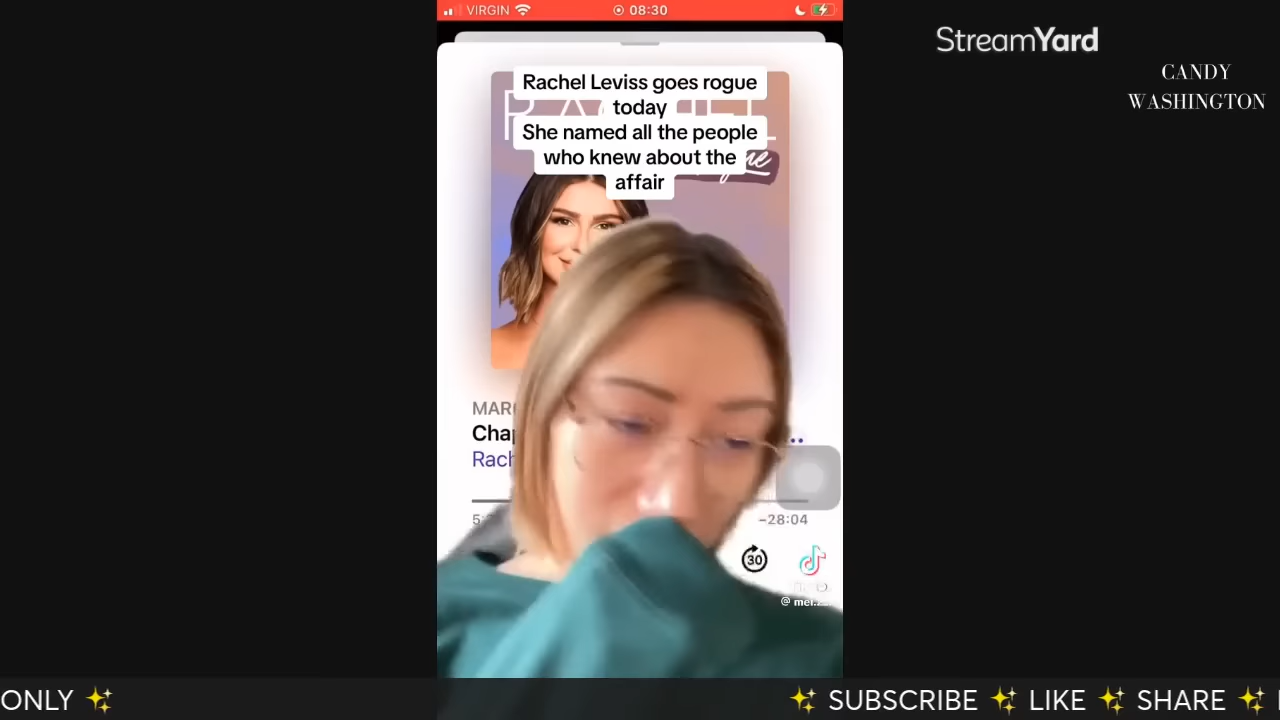 VIRGIN
08:30
StreamYard
CANDY
WASHINGTON
Rachel Leviss goes rogue
today
She named all the people
who knew about the
affair
-28:04
30
ONLY ✨ ✨ SUBSCRIBE ✨ LIKE ✨ SHARE ✨